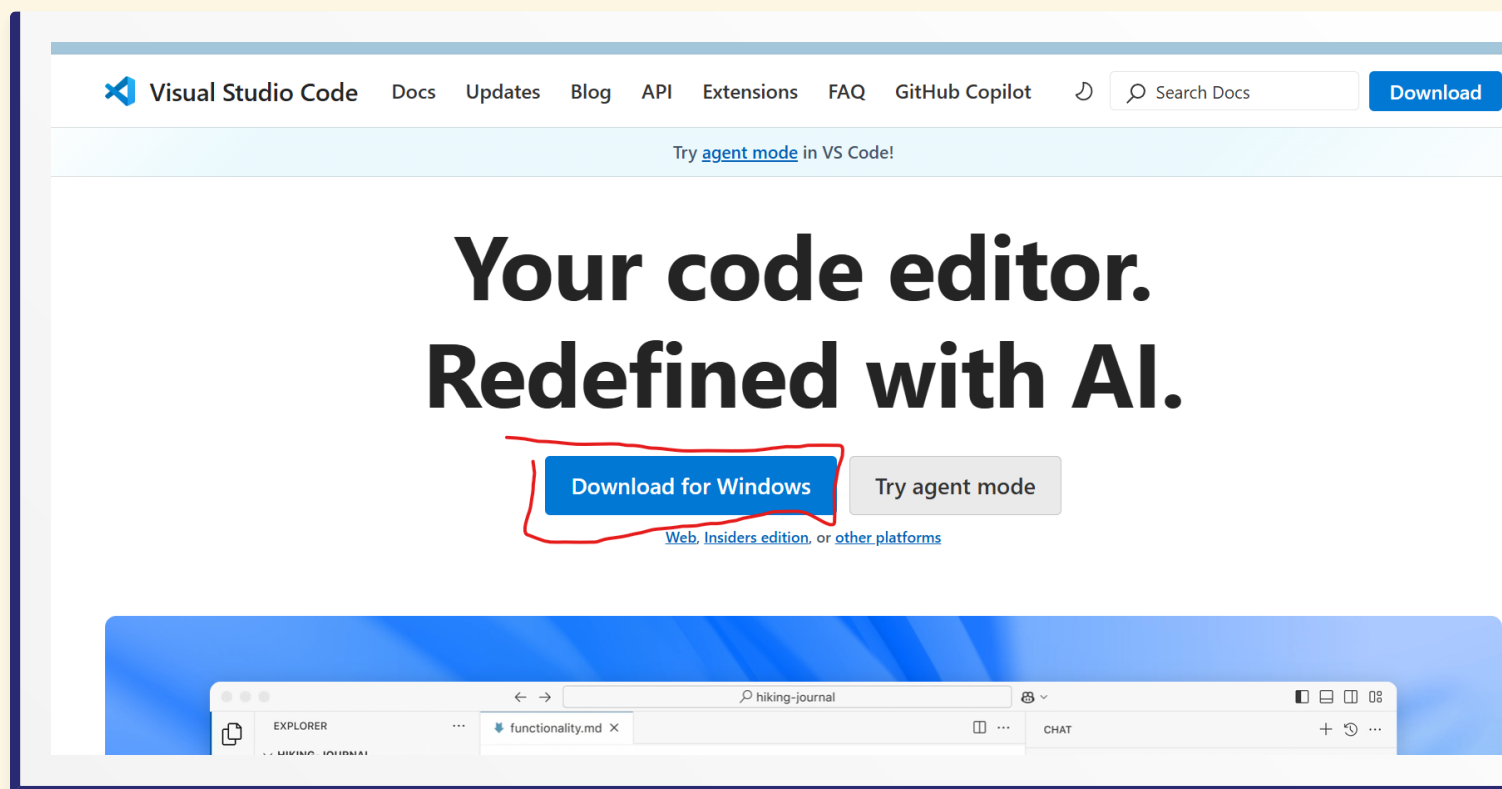 Visual Studio Code Docs Updates Blog API Extensions FAQ GitHub Copilot Search Docs Download
Try agent mode in VS Code!
Your code editor.
Redefined with AI.
Download for Windows Try agent mode
Web, Insiders edition, or other platforms
hiking-journal
EXPLORER ... functionality.md CHAT
HIKING-JOURNAL